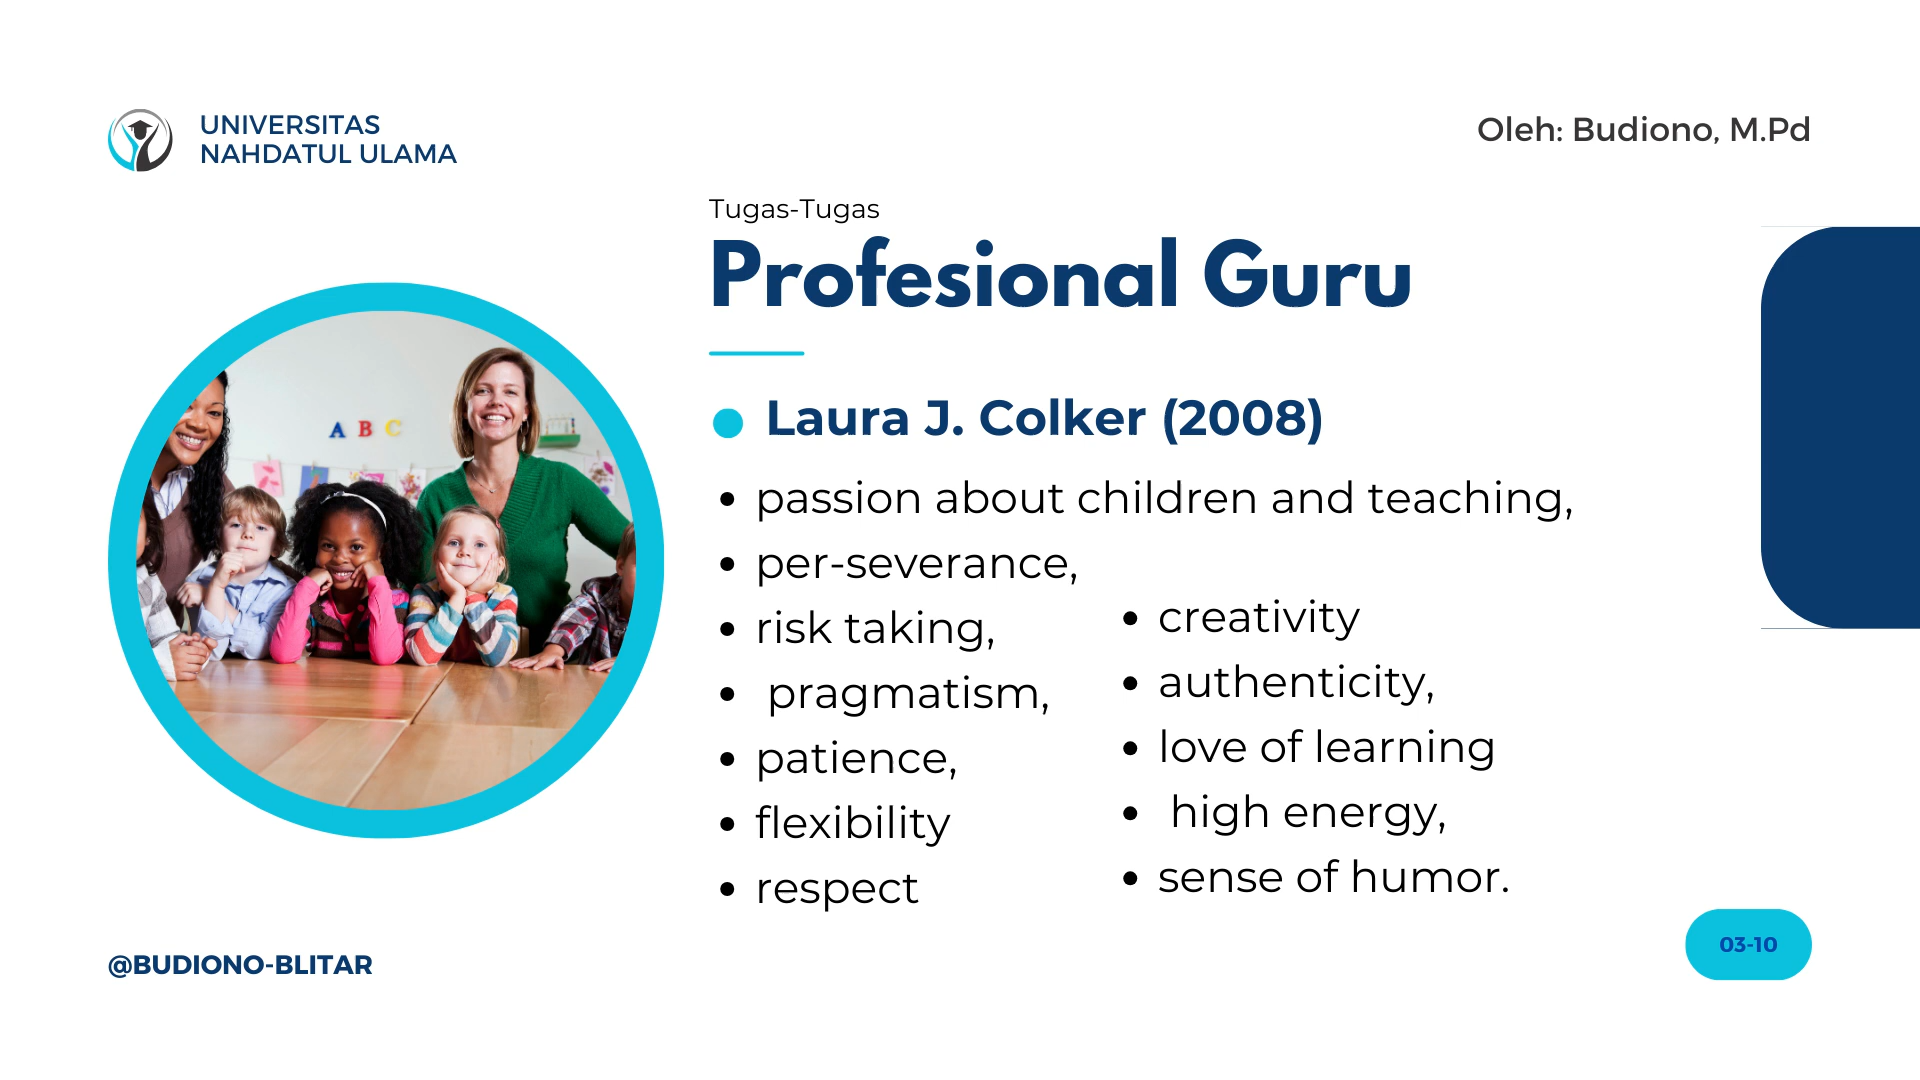 UNIVERSITAS
NAHDATUL ULAMA
Oleh: Budiono, M.Pd
Tugas-Tugas
Profesional Guru
A B C
Laura J. Colker (2008)
passion about children and teaching,
per-severance,
risk taking,
pragmatism,
patience,
flexibility
respect
creativity
authenticity,
love of learning
high energy,
sense of humor.
@BUDIONO-BLITAR
03-10